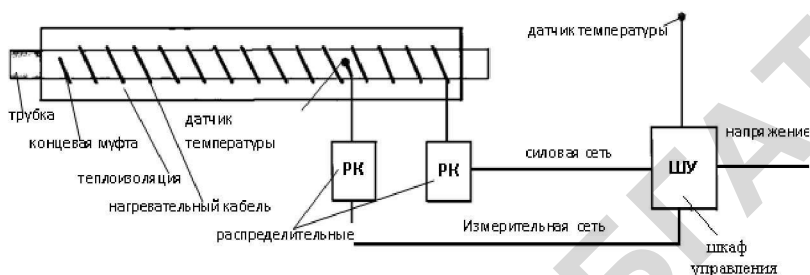 датчик температуры
трубка
концевая муфта
теплоизоляция
нагревательный кабель
датчик
температуры
РК
РК
распределительные
силовая сеть
Измерительная сеть
напряжение
ШУ
шкаф
управления
БГАТ